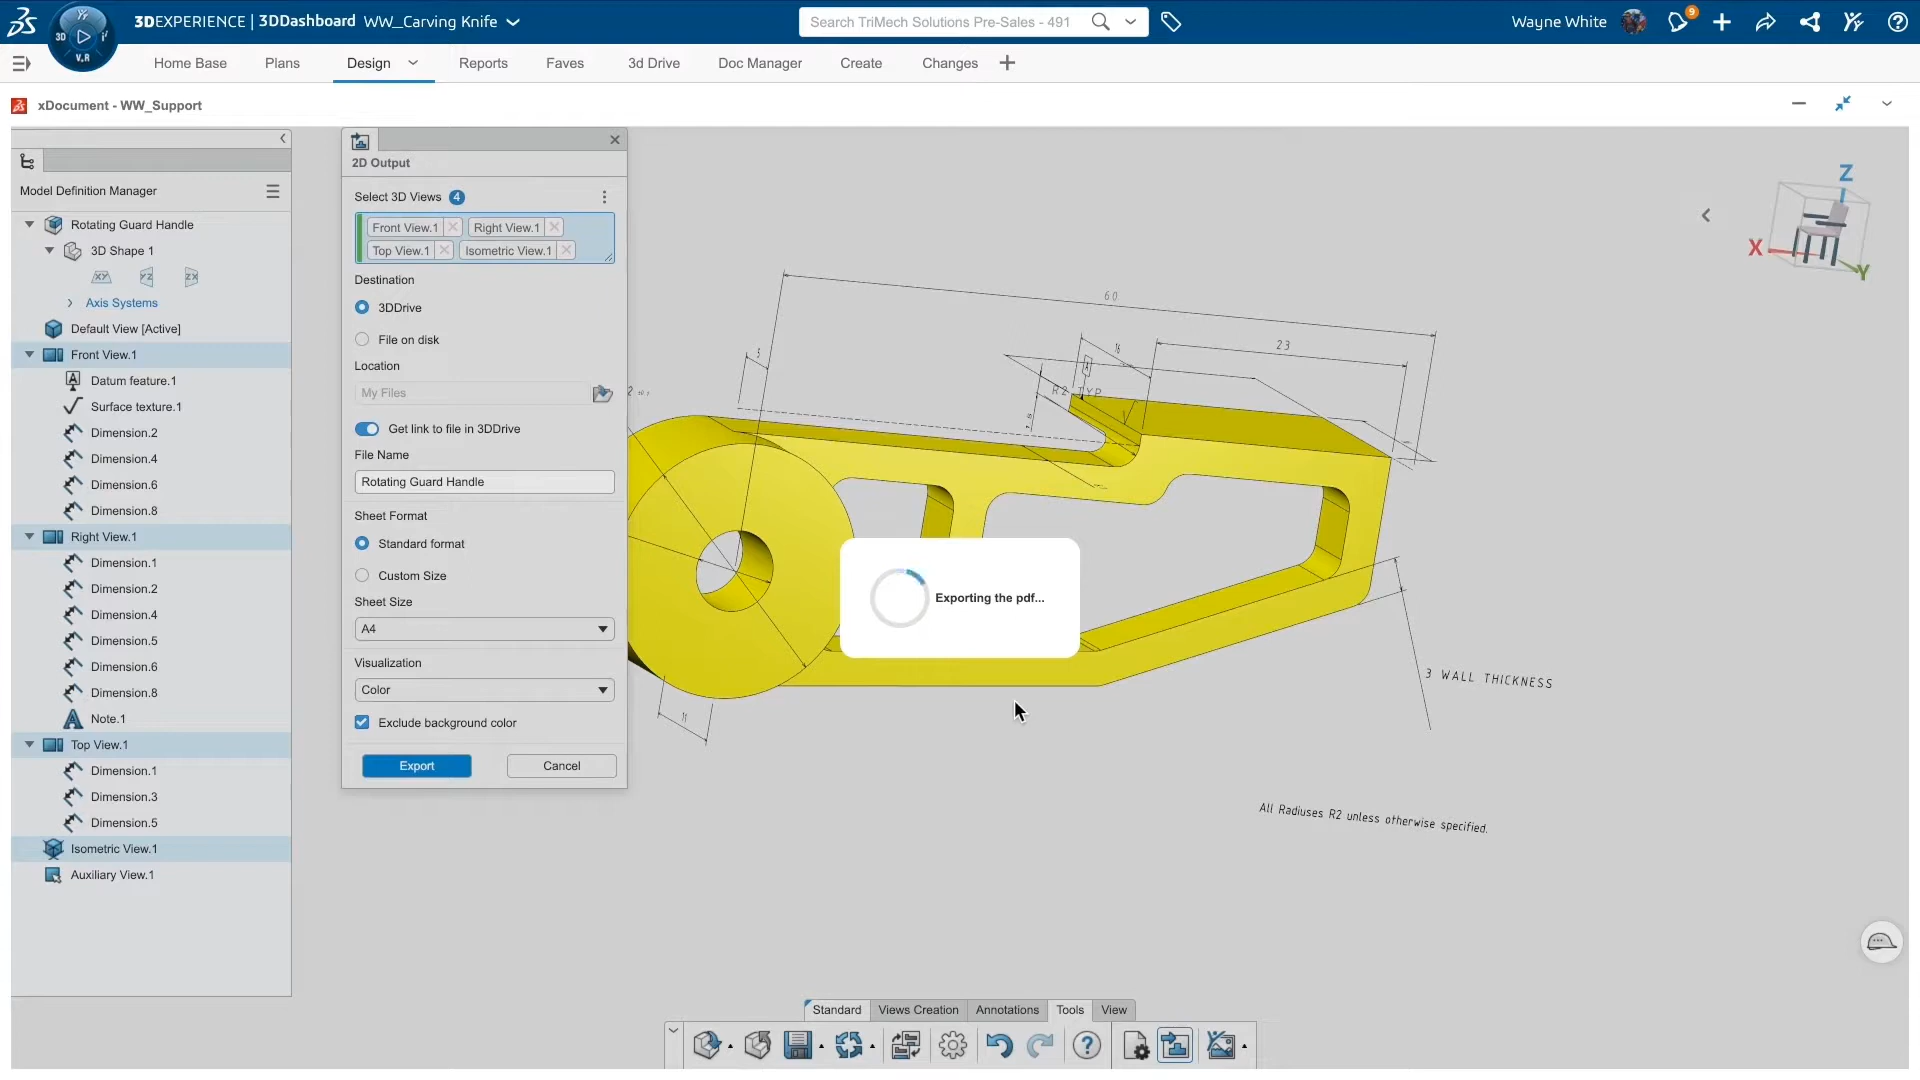 3DEXPERIENCE | 3DDashboard WW_Carving Knife
Search TriMech Solutions Pre-Sales - 491
Wayne White
9
3D
V.R
Home Base
Plans
Design
Reports
Faves
3d Drive
Doc Manager
Create
Changes
xDocument - WW_Support
Model Definition Manager
Rotating Guard Handle
3D Shape 1
XY
YZ
ZX
Axis Systems
Default View [Active]
Front View.1
Datum feature.1
Surface texture.1
Dimension.2
Dimension.4
Dimension.6
Dimension.8
Right View.1
Dimension.1
Dimension.2
Dimension.4
Dimension.5
Dimension.6
Dimension.8
Note.1
Top View.1
Dimension.1
Dimension.3
Dimension.5
Isometric View.1
Auxiliary View.1
2D Output
Select 3D Views 4
Front View.1
Right View.1
Top View.1
Isometric View.1
Destination
3DDrive
File on disk
Location
My Files
Get link to file in 3DDrive
File Name
Rotating Guard Handle
Sheet Format
Standard format
Custom Size
Sheet Size
A4
Visualization
Color
Exclude background color
Export
Cancel
60
23
16
5
R2 TYP
11
3 WALL THICKNESS
All Radiuses R2 unless otherwise specified.
Exporting the pdf...
Z
X
Y
Standard
Views Creation
Annotations
Tools
View